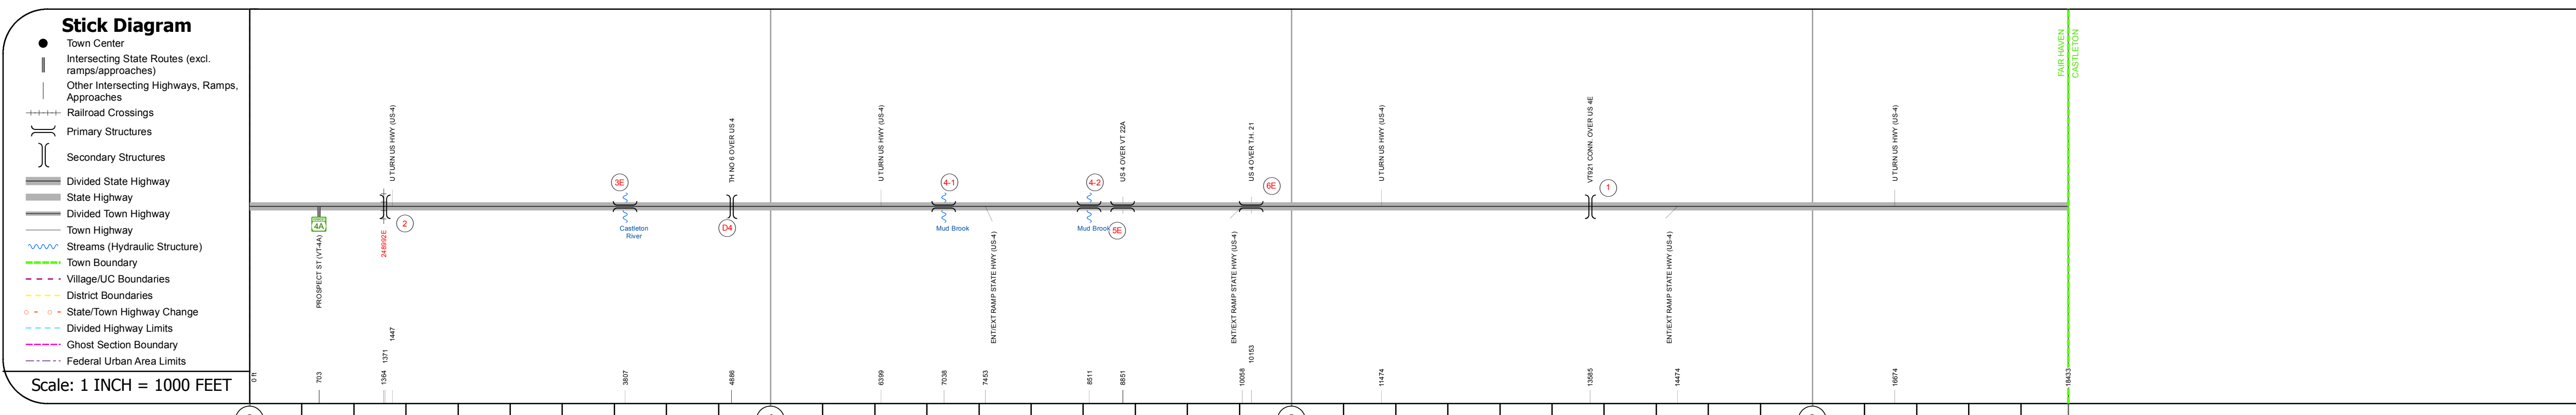 Stick Diagram
Town Center
Intersecting State Routes (excl.
ramps/approaches)
Other Intersecting Highways, Ramps,
Approaches
Railroad Crossings
Primary Structures
Secondary Structures
Divided State Highway
State Highway
Divided Town Highway
Town Highway
Streams (Hydraulic Structure)
Town Boundary
Village/UC Boundaries
District Boundaries
State/Town Highway Change
Divided Highway Limits
Ghost Section Boundary
Federal Urban Area Limits
Scale: 1 INCH = 1000 FEET
U TURN US HWY (US-4)
TH NO 6 OVER US 4
U TURN US HWY (US-4)
US 4 OVER VT 22A
US 4 OVER T.H. 21
U TURN US HWY (US-4)
VT921 CONN. OVER US 4E
U TURN US HWY (US-4)
FAIR HAVEN
CASTLETON
3E
4-1
4-2
6E
1
4A
2
D4
5E
Castleton
River
Mud Brook
Mud Brook
248992E
PROSPECT ST (VT-4A)
ENT/EXT RAMP STATE HWY (US-4)
ENT/EXT RAMP STATE HWY (US-4)
ENT/EXT RAMP STATE HWY (US-4)
0 ft
703
1364
1371
1447
3807
4886
6399
7038
7453
8511
8851
10058
10153
11474
13585
14474
16674
18433